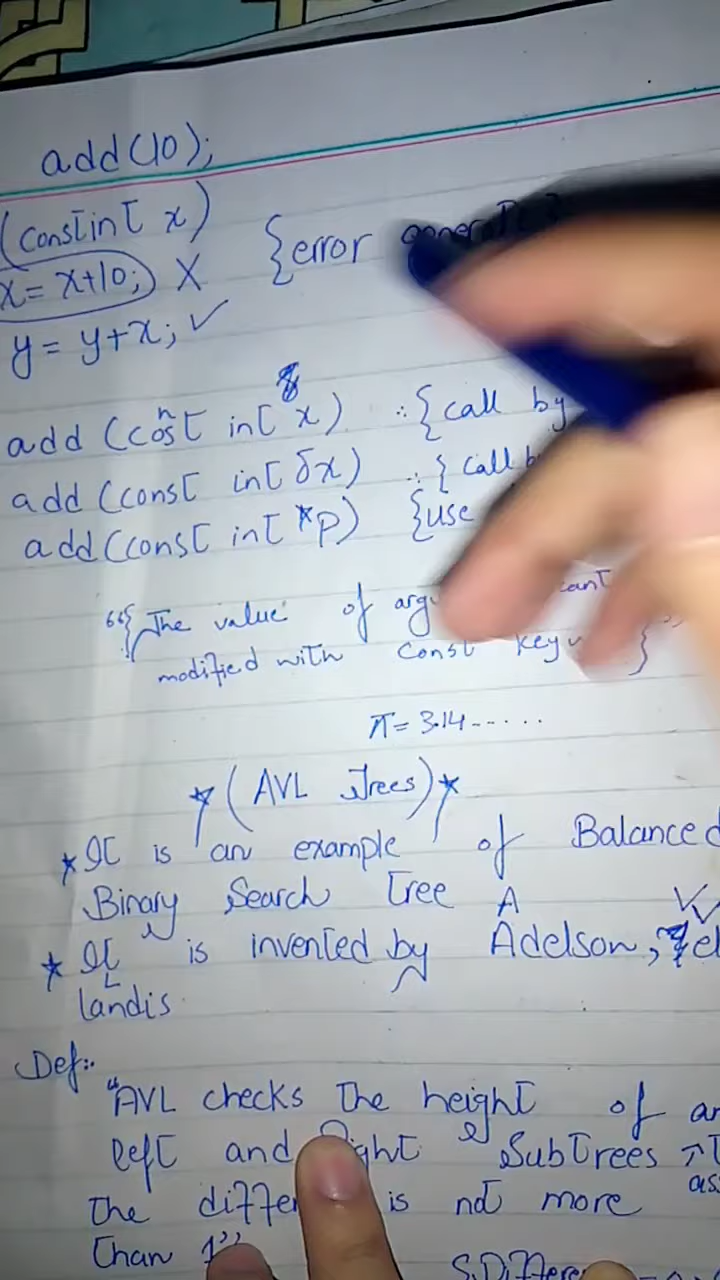 add(10);
(const int x)
x = x+10; X
y = y+x; ✓
{error
add (const int x) ∴ {call by
add (const int &x) ∴ {call
add (const int *p) {use
“{The value of
modified with const
π = 3.14.....
*(AVL Trees)*
* It is an example of Balanced
Binary Search Tree A
* It is invented by Adelson,
L
landis
Def:
“AVL checks the height of
left and SubTrees
the is not more
than 1”